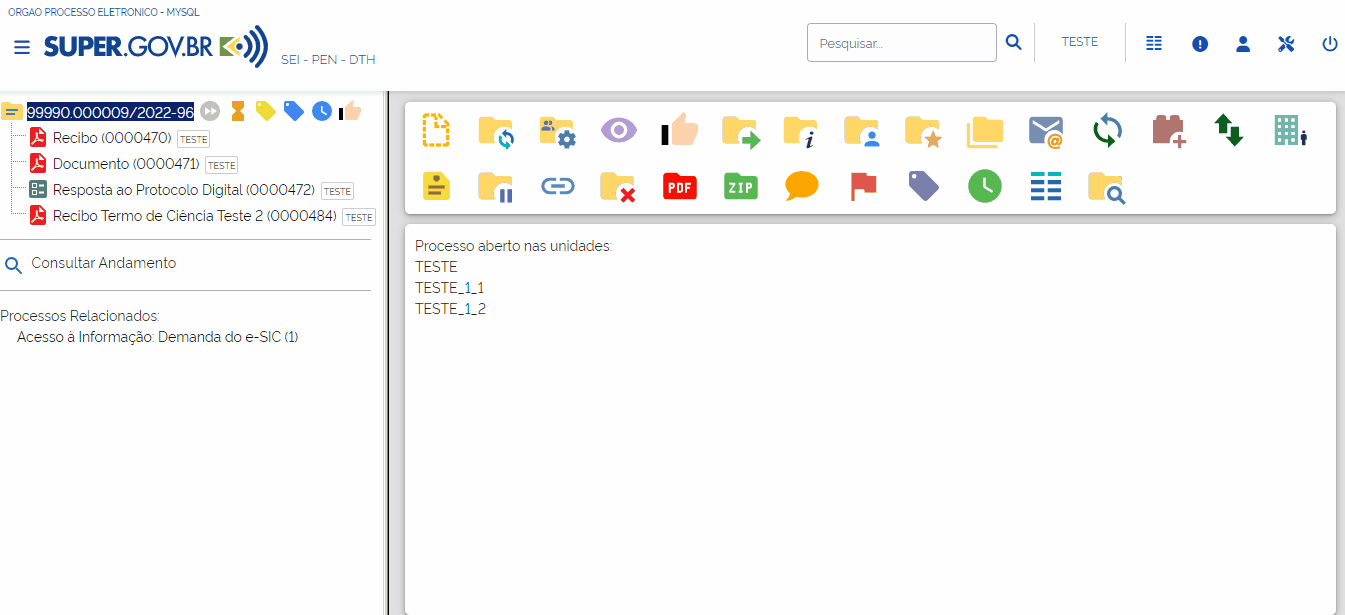 ORGAO PROCESSO ELETRONICO - MYSQL
SUPER.GOV.BR
SEI - PEN - DTH
Pesquisar...
TESTE
99990.000009/2022-96
Recibo (0000470) TESTE
Documento (0000471) TESTE
Resposta ao Protocolo Digital (0000472) TESTE
Recibo Termo de Ciência Teste 2 (0000484) TESTE
Consultar Andamento
Processos Relacionados:
Acesso à Informação: Demanda do e-SIC (1)
PDF
ZIP
Processo aberto nas unidades:
TESTE
TESTE_1_1
TESTE_1_2